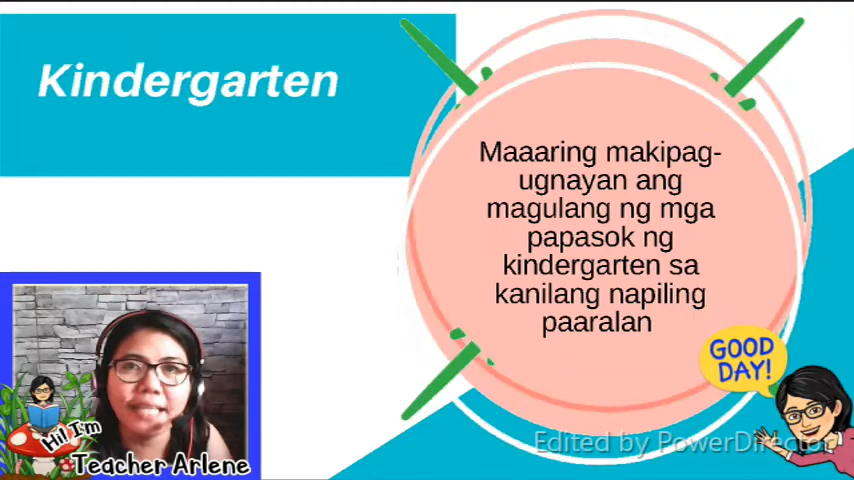 Kindergarten
Maaaring makipag-
ugnayan ang
magulang ng mga
papasok ng
kindergarten sa
kanilang napiling
paaralan
GOOD
DAY!
Hi! I'm
Teacher Arlene
Edited by PowerDirector